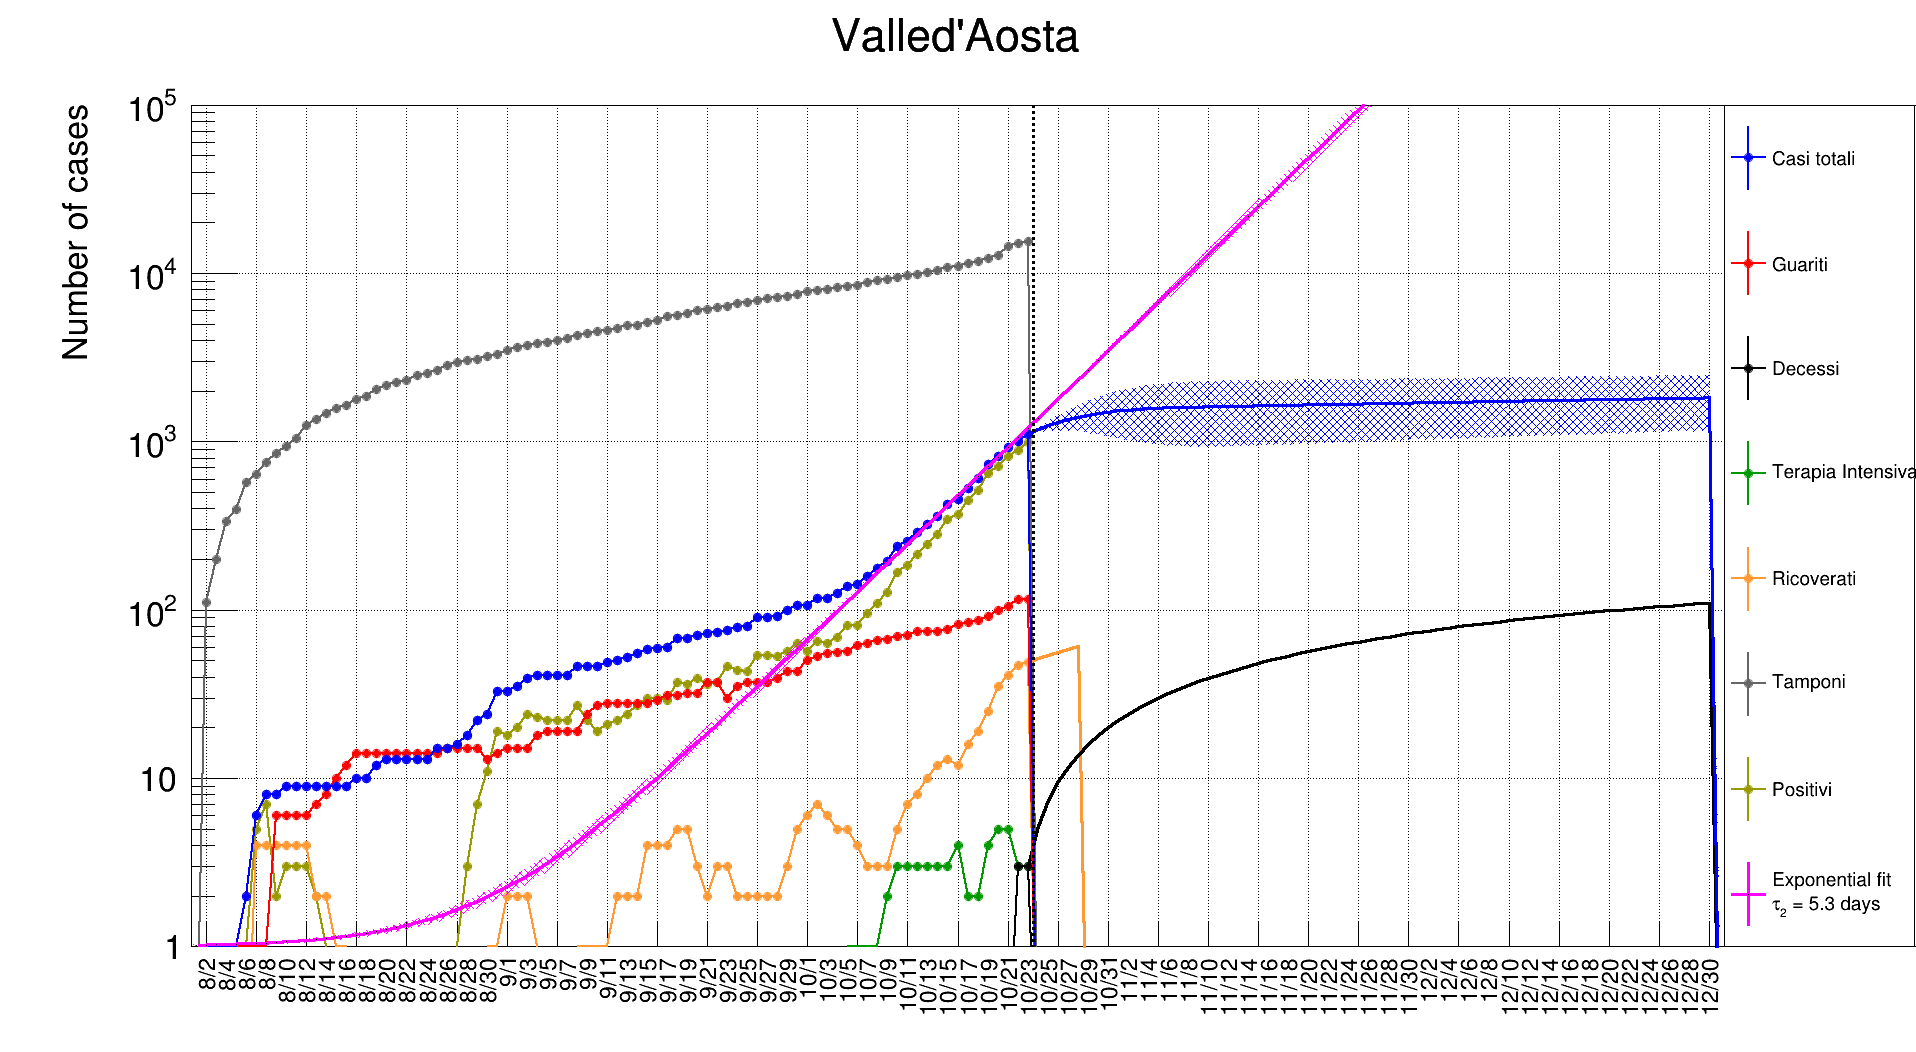 Valled'Aosta
Number of cases
10⁵
10⁴
10³
10²
10
1
8/2 8/4 8/6 8/8 8/10 8/12 8/14 8/16 8/18 8/20 8/22 8/24 8/26 8/28 8/30 9/1 9/3 9/5 9/7 9/9 9/11 9/13 9/15 9/17 9/19 9/21 9/23 9/25 9/27 9/29 10/1 10/3 10/5 10/7 10/9 10/11 10/13 10/15 10/17 10/19 10/21 10/23 10/25 10/27 10/29 10/31 11/2 11/4 11/6 11/8 11/10 11/12 11/14 11/16 11/18 11/20 11/22 11/24 11/26 11/28 11/30 12/2 12/4 12/6 12/8 12/10 12/12 12/14 12/16 12/18 12/20 12/22 12/24 12/26 12/28 12/30
Casi totali
Guariti
Decessi
Terapia Intensiva
Ricoverati
Tamponi
Positivi
Exponential fit
τ₂ = 5.3 days